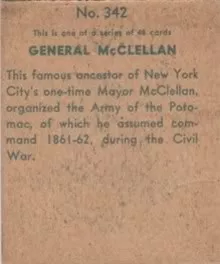 No. 342
This is one of a series of 48 cards
GENERAL McCLELLAN
This famous ancestor of New York
City's one-time Mayor McClellan,
organized the Army of the Poto-
mac, of which he assumed com-
mand 1861-62, during the Civil
War.